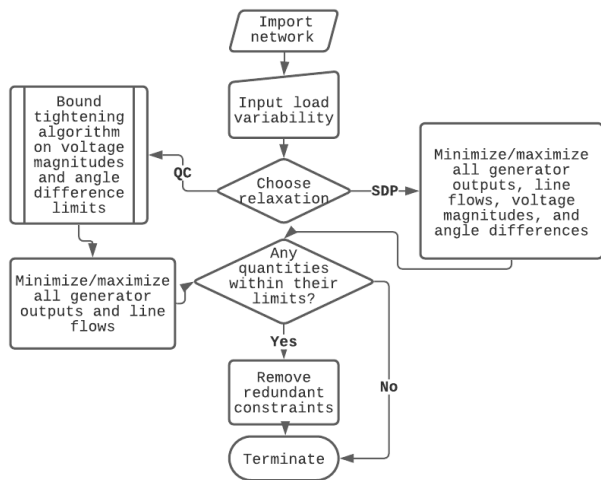 Import
network
Input load
variability
Choose
relaxation
QC
SDP
Bound
tightening
algorithm
on voltage
magnitudes
and angle
difference
limits
Minimize/maximize
all generator
outputs and line
flows
Minimize/maximize
all generator
outputs, line
flows, voltage
magnitudes, and
angle differences
Any
quantities
within their
limits?
Yes
No
Remove
redundant
constraints
Terminate